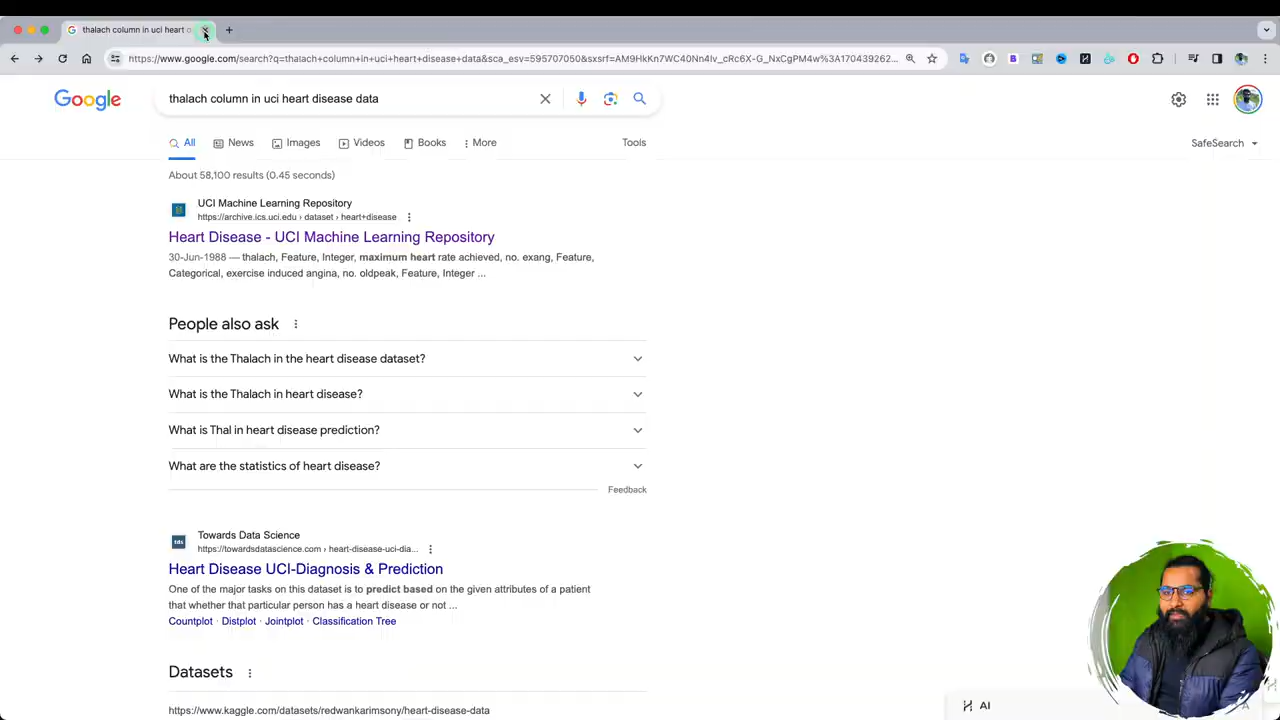 thalach column in uci heart o
https://www.google.com/search?q=thalach+column+in+uci+heart+disease+data&sca_esv=595707050&sxsrf=AM9HkKn7WC40Nn4Iv_cRc6X-G_NxCgPM4w%3A170439262...
Google
thalach column in uci heart disease data
All News Images Videos Books More Tools
SafeSearch
About 58,100 results (0.45 seconds)
UCI Machine Learning Repository
https://archive.ics.uci.edu › dataset › heart+disease
Heart Disease - UCI Machine Learning Repository
30-Jun-1988 — thalach, Feature, Integer, maximum heart rate achieved, no. exang, Feature,
Categorical, exercise induced angina, no. oldpeak, Feature, Integer ...
People also ask
What is the Thalach in the heart disease dataset?
What is the Thalach in heart disease?
What is Thal in heart disease prediction?
What are the statistics of heart disease?
Feedback
Towards Data Science
tds
https://towardsdatascience.com › heart-disease-uci-dia...
Heart Disease UCI-Diagnosis & Prediction
One of the major tasks on this dataset is to predict based on the given attributes of a patient
that whether that particular person has a heart disease or not ...
Countplot · Distplot · Jointplot · Classification Tree
Datasets
https://www.kaggle.com/datasets/redwankarimsony/heart-disease-data
AI